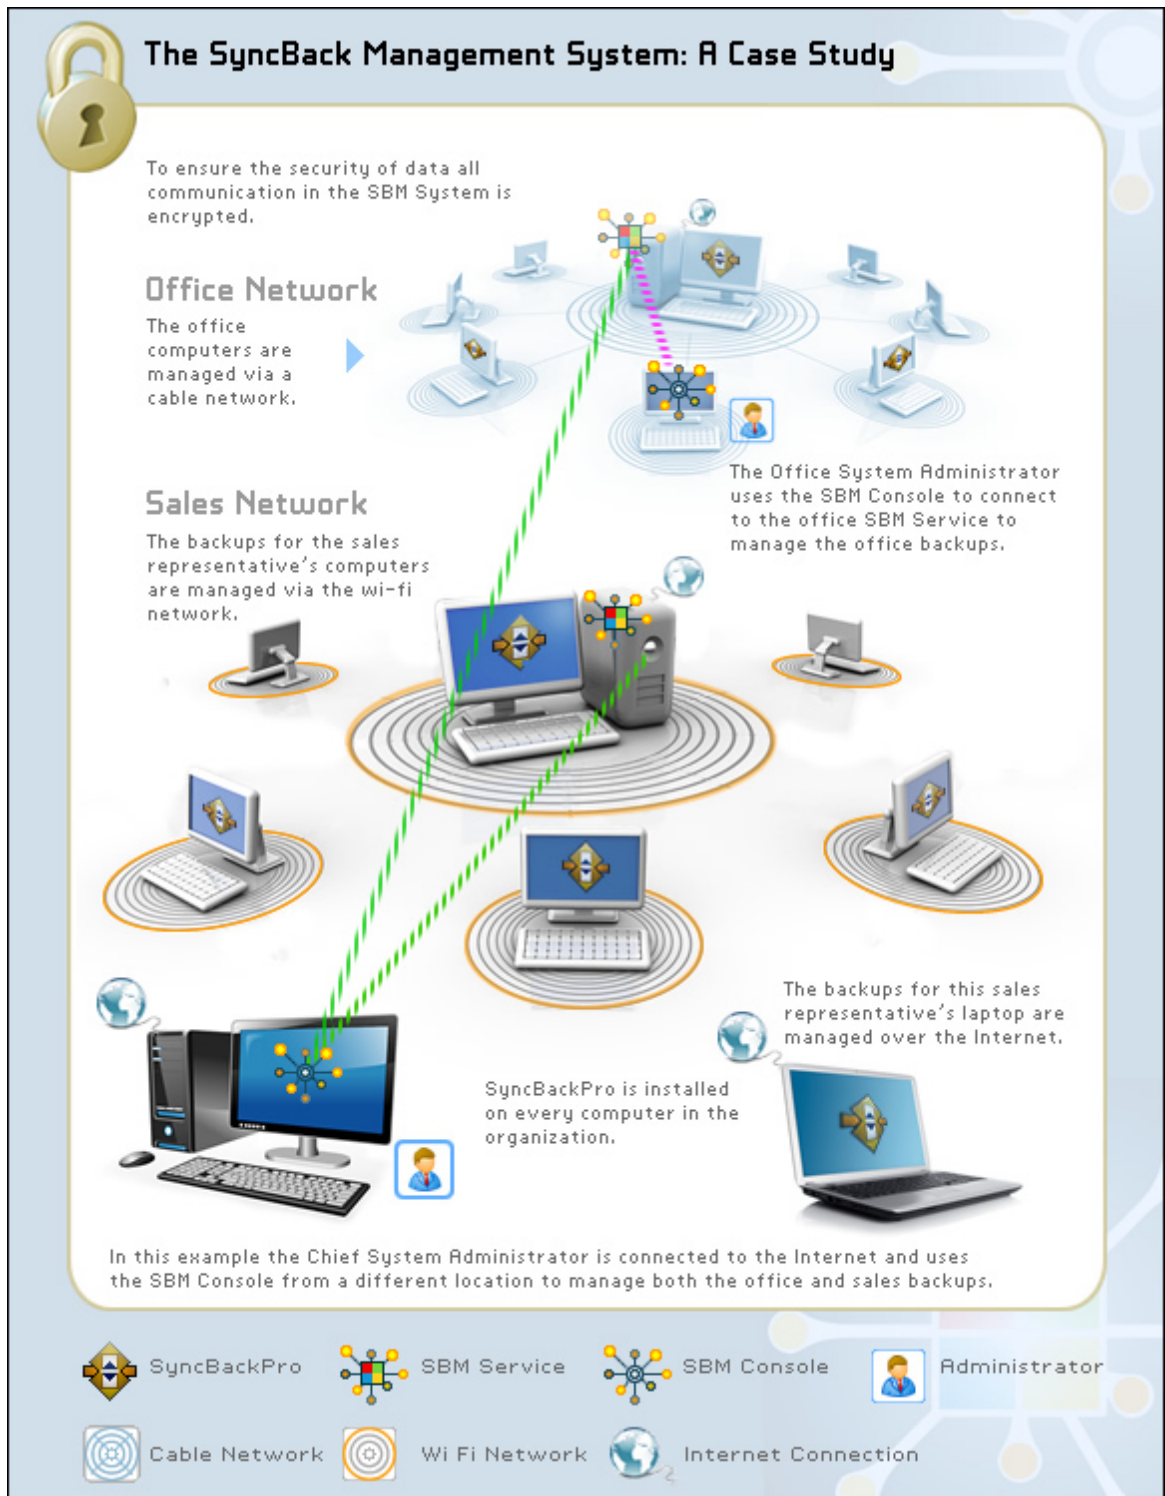 The SyncBack Management System: A Case Study
To ensure the security of data all
communication in the SBM System is
encrypted.
Office Network
The office
computers are
managed via a
cable network.
The Office System Administrator
uses the SBM Console to connect
to the office SBM Service to
manage the office backups.
Sales Network
The backups for the sales
representative's computers
are managed via the wi-fi
network.
The backups for this sales
representative's laptop are
managed over the Internet.
SyncBackPro is installed
on every computer in the
organization.
In this example the Chief System Administrator is connected to the Internet and uses
the SBM Console from a different location to manage both the office and sales backups.
SyncBackPro
SBM Service
SBM Console
Administrator
Cable Network
Wi Fi Network
Internet Connection